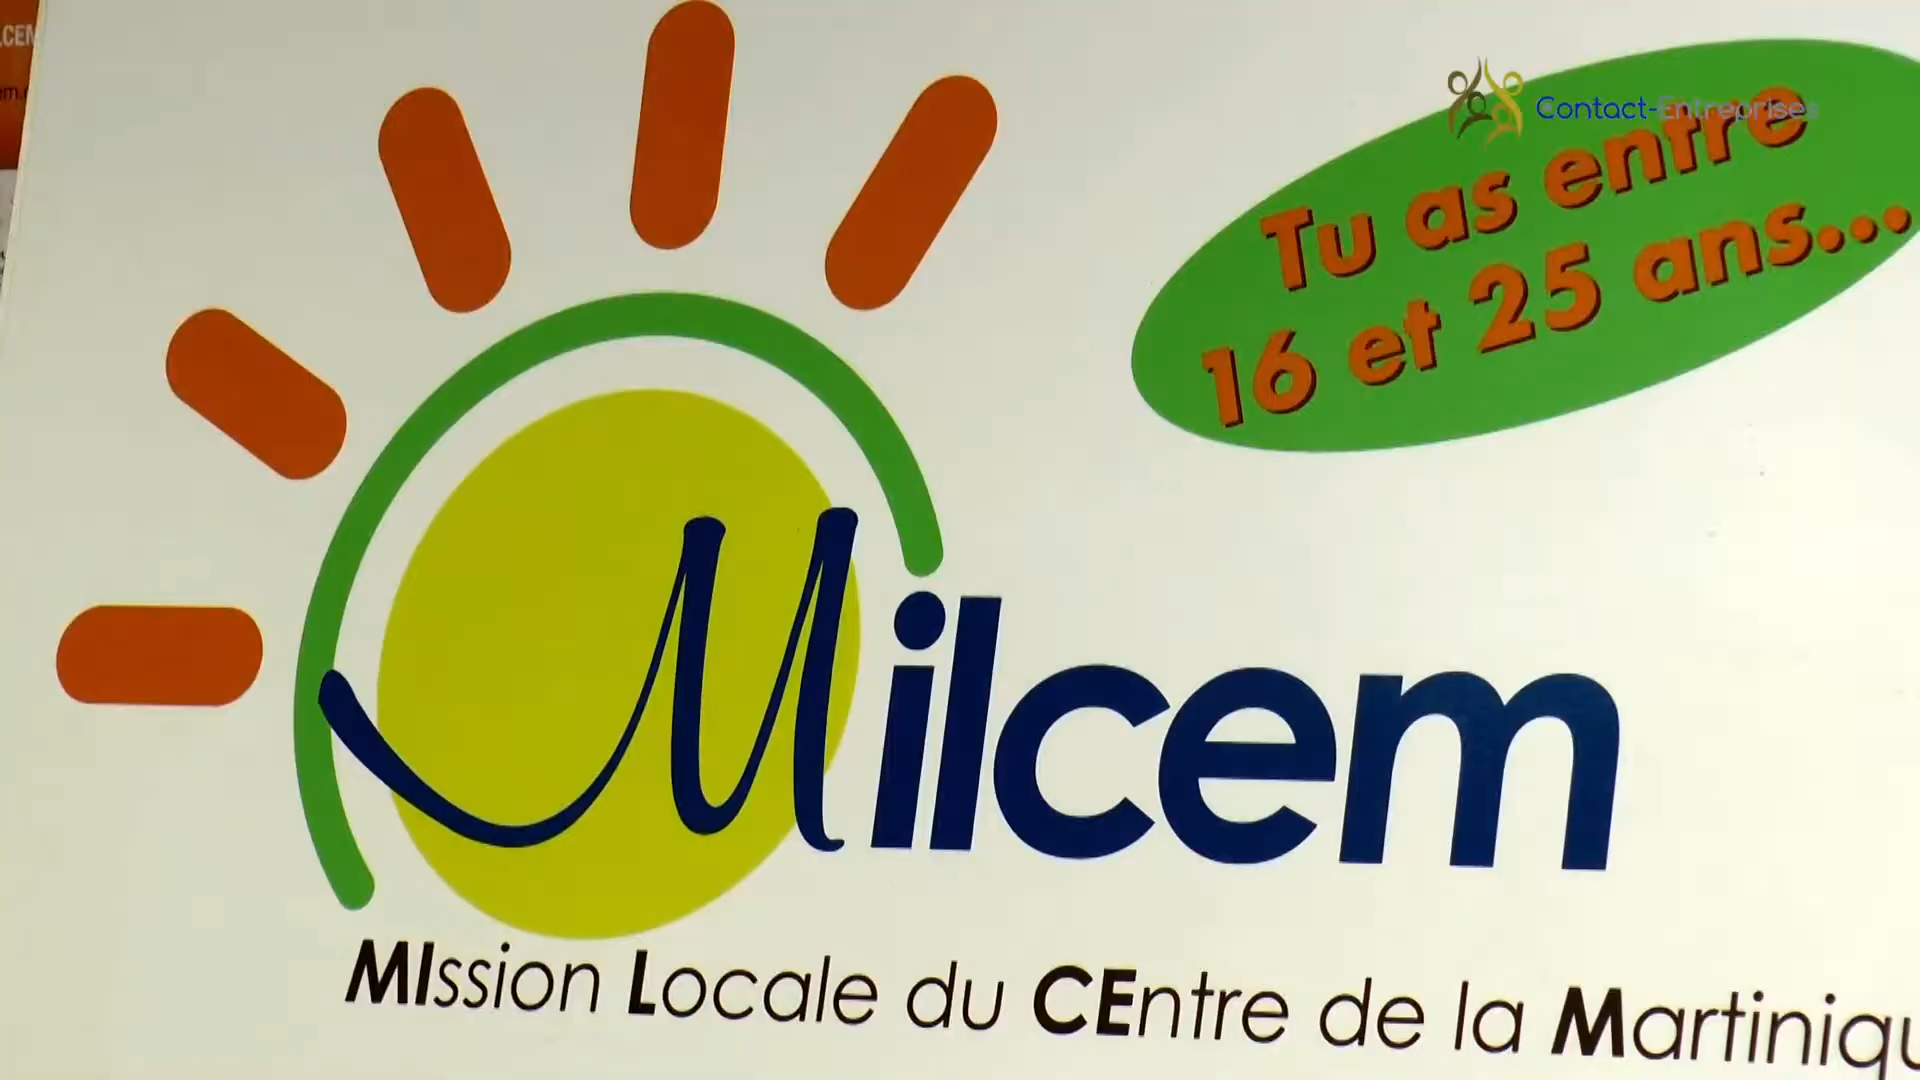 Contact-Entreprises
Tu as entre
16 et 25 ans...
Milcem
MIssion Locale du CEntre de la Martiniqu